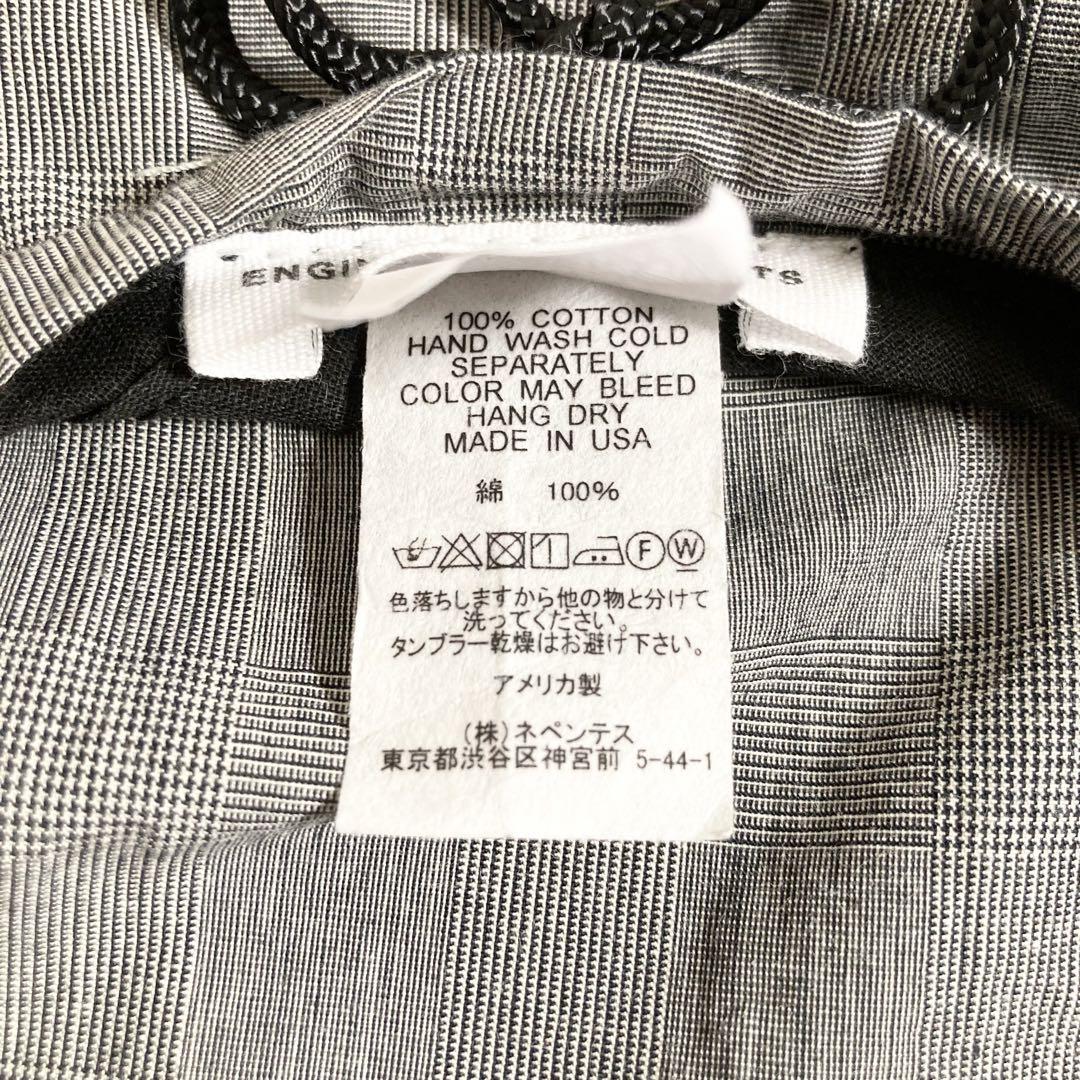 ENGI
TS
100% COTTON
HAND WASH COLD
SEPARATELY
COLOR MAY BLEED
HANG DRY
MADE IN USA
綿 100%
1 F W
色落ちしますから他の物と分けて
洗ってください。
タンブラー乾燥はお避け下さい。
アメリカ製
(株)ネペンテス
東京都渋谷区神宮前 5-44-1